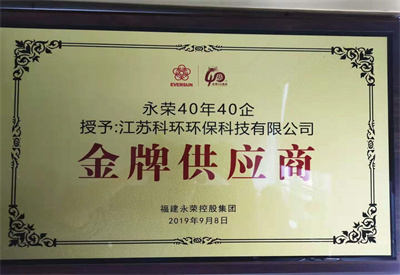 EVERSUN
永荣40年40企
授予:江苏科环环保科技有限公司
金牌供应商
福建永荣控股集团
2019年9月8日